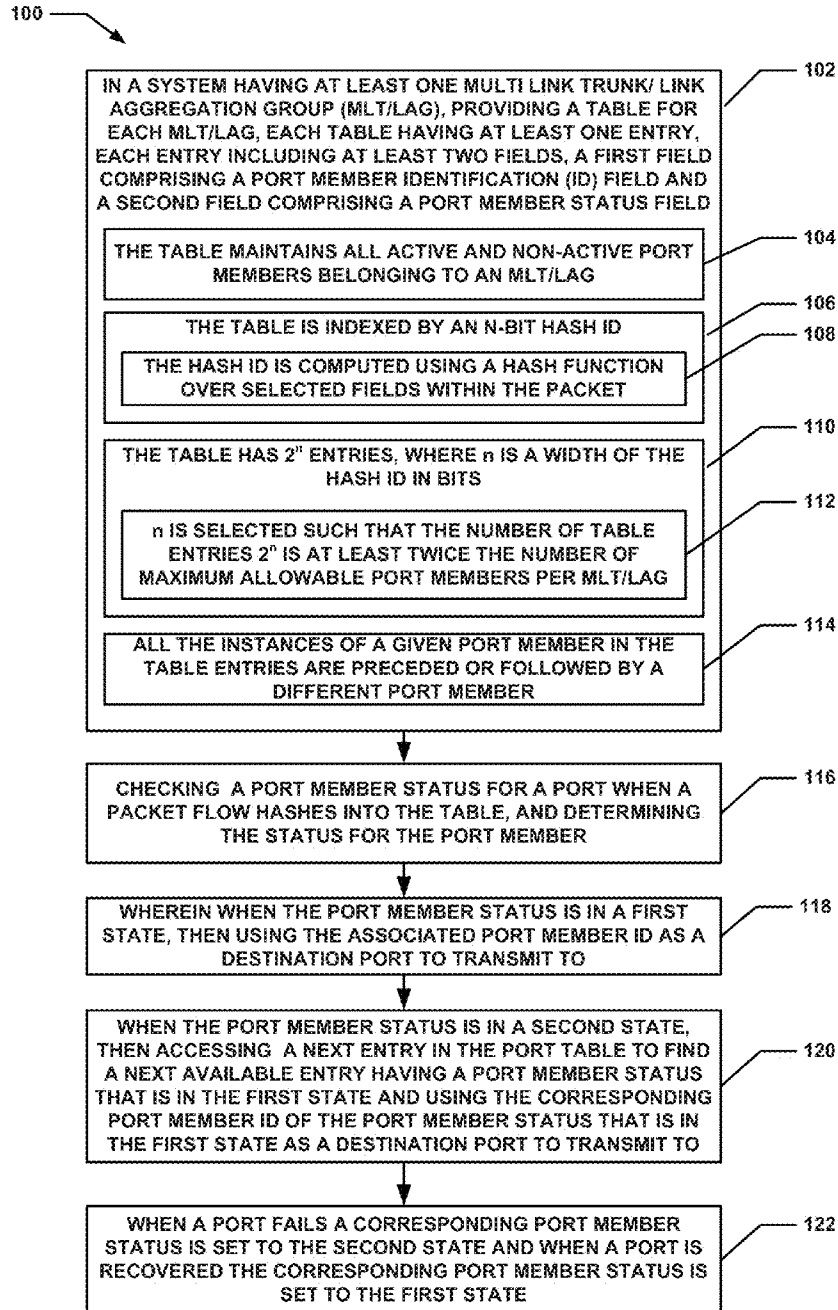 100
102
IN A SYSTEM HAVING AT LEAST ONE MULTI LINK TRUNK/ LINK
AGGREGATION GROUP (MLT/LAG), PROVIDING A TABLE FOR
EACH MLT/LAG, EACH TABLE HAVING AT LEAST ONE ENTRY,
EACH ENTRY INCLUDING AT LEAST TWO FIELDS, A FIRST FIELD
COMPRISING A PORT MEMBER IDENTIFICATION (ID) FIELD AND
A SECOND FIELD COMPRISING A PORT MEMBER STATUS FIELD
104
THE TABLE MAINTAINS ALL ACTIVE AND NON-ACTIVE PORT
MEMBERS BELONGING TO AN MLT/LAG
106
THE TABLE IS INDEXED BY AN N-BIT HASH ID
108
THE HASH ID IS COMPUTED USING A HASH FUNCTION
OVER SELECTED FIELDS WITHIN THE PACKET
110
THE TABLE HAS 2ⁿ ENTRIES, WHERE n IS A WIDTH OF THE
HASH ID IN BITS
112
n IS SELECTED SUCH THAT THE NUMBER OF TABLE
ENTRIES 2ⁿ IS AT LEAST TWICE THE NUMBER OF
MAXIMUM ALLOWABLE PORT MEMBERS PER MLT/LAG
114
ALL THE INSTANCES OF A GIVEN PORT MEMBER IN THE
TABLE ENTRIES ARE PRECEDED OR FOLLOWED BY A
DIFFERENT PORT MEMBER
116
CHECKING A PORT MEMBER STATUS FOR A PORT WHEN A
PACKET FLOW HASHES INTO THE TABLE, AND DETERMINING
THE STATUS FOR THE PORT MEMBER
118
WHEREIN WHEN THE PORT MEMBER STATUS IS IN A FIRST
STATE, THEN USING THE ASSOCIATED PORT MEMBER ID AS A
DESTINATION PORT TO TRANSMIT TO
120
WHEN THE PORT MEMBER STATUS IS IN A SECOND STATE,
THEN ACCESSING A NEXT ENTRY IN THE PORT TABLE TO FIND
A NEXT AVAILABLE ENTRY HAVING A PORT MEMBER STATUS
THAT IS IN THE FIRST STATE AND USING THE CORRESPONDING
PORT MEMBER ID OF THE PORT MEMBER STATUS THAT IS IN
THE FIRST STATE AS A DESTINATION PORT TO TRANSMIT TO
122
WHEN A PORT FAILS A CORRESPONDING PORT MEMBER
STATUS IS SET TO THE SECOND STATE AND WHEN A PORT IS
RECOVERED THE CORRESPONDING PORT MEMBER STATUS IS
SET TO THE FIRST STATE